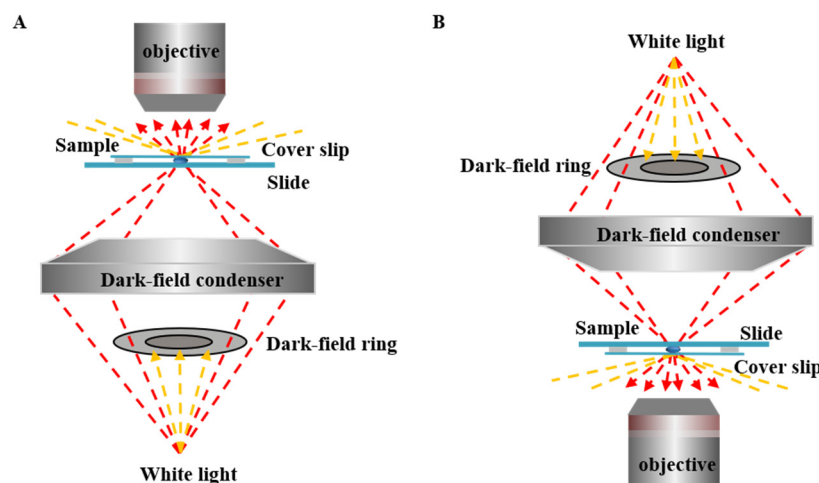 A
objective
Sample
Cover slip
Slide
Dark-field condenser
Dark-field ring
White light
B
White light
Dark-field ring
Dark-field condenser
Sample
Slide
Cover slip
objective